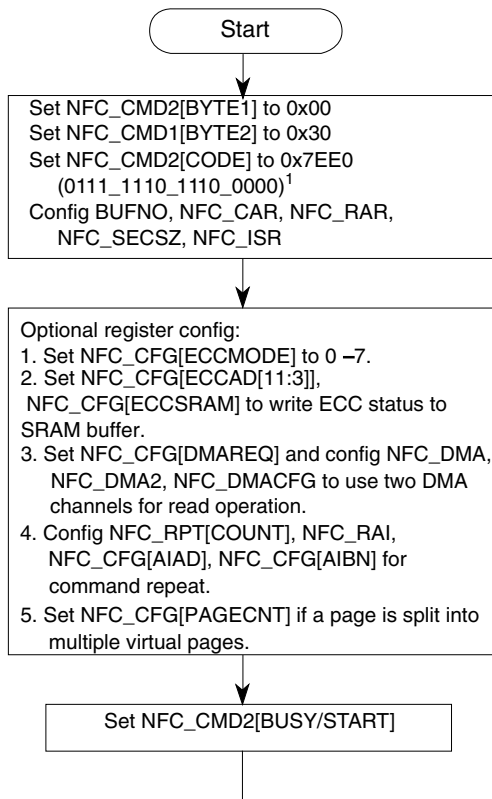 Start
Set NFC_CMD2[BYTE1] to 0x00
Set NFC_CMD1[BYTE2] to 0x30
Set NFC_CMD2[CODE] to 0x7EE0
(0111_1110_1110_0000)1
Config BUFNO, NFC_CAR, NFC_RAR,
NFC_SECSZ, NFC_ISR
Optional register config:
1. Set NFC_CFG[ECCMODE] to 0 –7.
2. Set NFC_CFG[ECCAD[11:3]],
NFC_CFG[ECCSRAM] to write ECC status to
SRAM buffer.
3. Set NFC_CFG[DMAREQ] and config NFC_DMA,
NFC_DMA2, NFC_DMACFG to use two DMA
channels for read operation.
4. Config NFC_RPT[COUNT], NFC_RAI,
NFC_CFG[AIAD], NFC_CFG[AIBN] for
command repeat.
5. Set NFC_CFG[PAGECNT] if a page is split into
multiple virtual pages.
Set NFC_CMD2[BUSY/START]